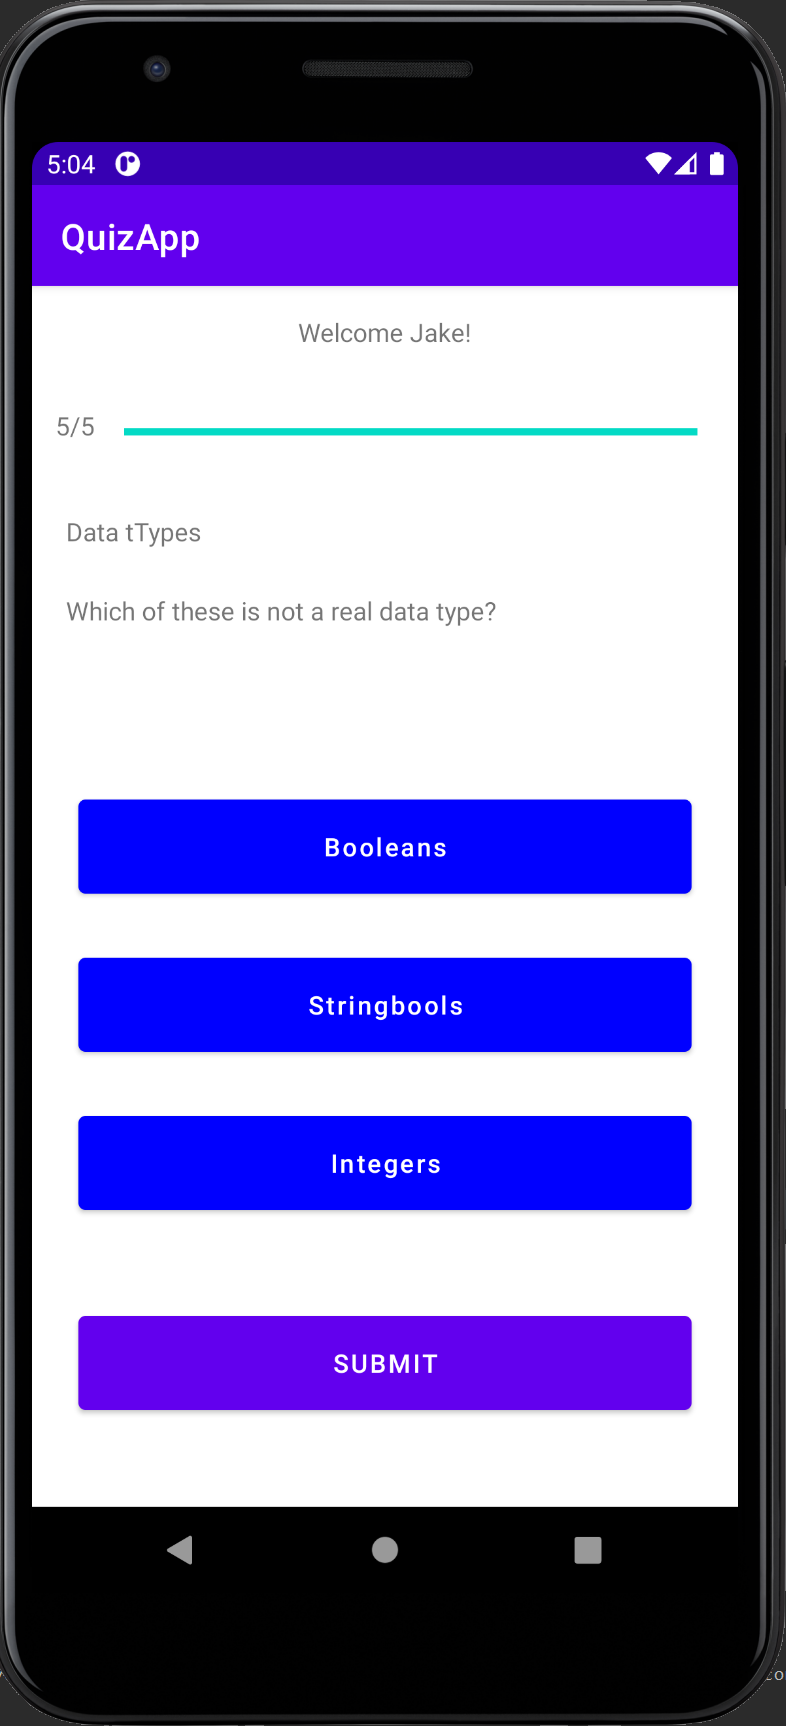 5:04
QuizApp
Welcome Jake!
5/5
Data tTypes
Which of these is not a real data type?
Booleans
Stringbools
Integers
SUBMIT